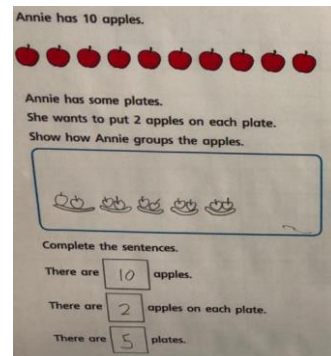 Annie has 10 apples.
Annie has some plates.
She wants to put 2 apples on each plate.
Show how Annie groups the apples.
Complete the sentences.
There are 10 apples.
There are 2 apples on each plate.
There are 5 plates.